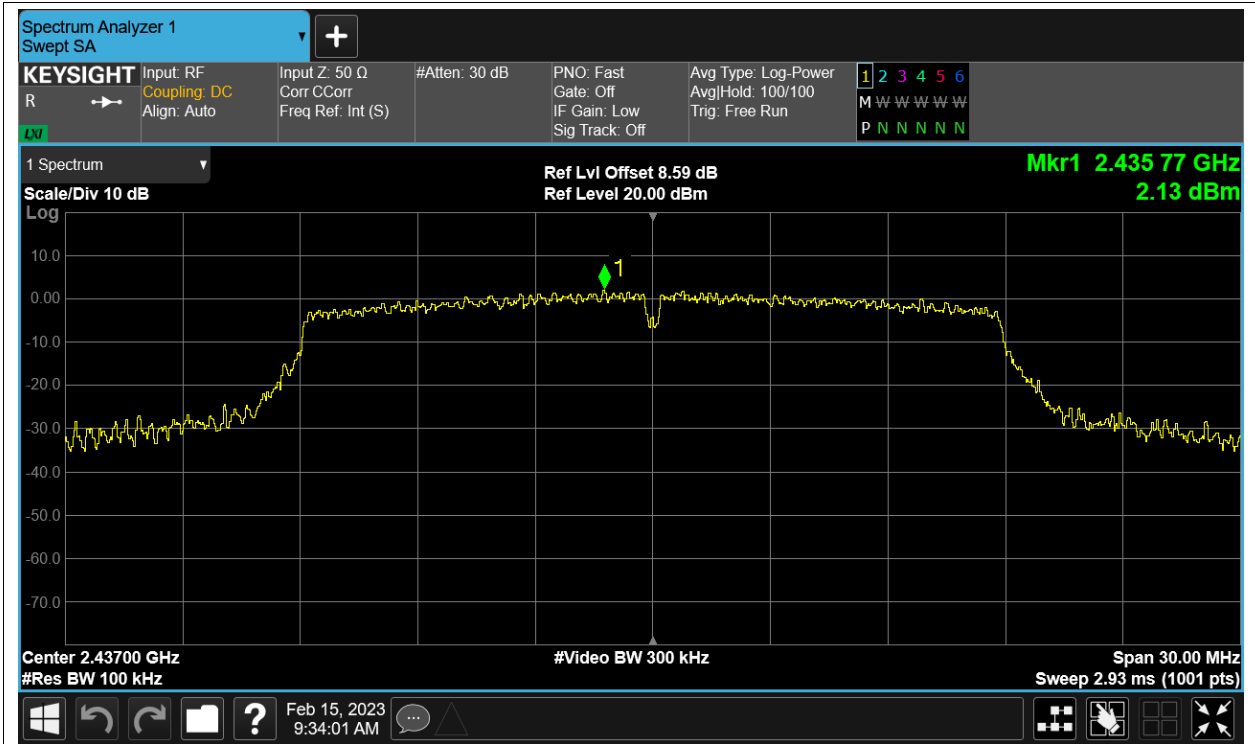 Spectrum Analyzer 1
Swept SA
KEYSIGHT
R
LXI
Input: RF
Coupling: DC
Align: Auto
Input Z: 50 Ω
Corr CCorr
Freq Ref: Int (S)
#Atten: 30 dB
PNO: Fast
Gate: Off
IF Gain: Low
Sig Track: Off
Avg Type: Log-Power
Avg|Hold: 100/100
Trig: Free Run
1 2 3 4 5 6
M W W W W W
P N N N N N
1 Spectrum
Scale/Div 10 dB
Log
Ref Lvl Offset 8.59 dB
Ref Level 20.00 dBm
Mkr1 2.435 77 GHz
2.13 dBm
1
10.0
0.00
-10.0
-20.0
-30.0
-40.0
-50.0
-60.0
-70.0
Center 2.43700 GHz
#Res BW 100 kHz
#Video BW 300 kHz
Span 30.00 MHz
Sweep 2.93 ms (1001 pts)
?
Feb 15, 2023
9:34:01 AM